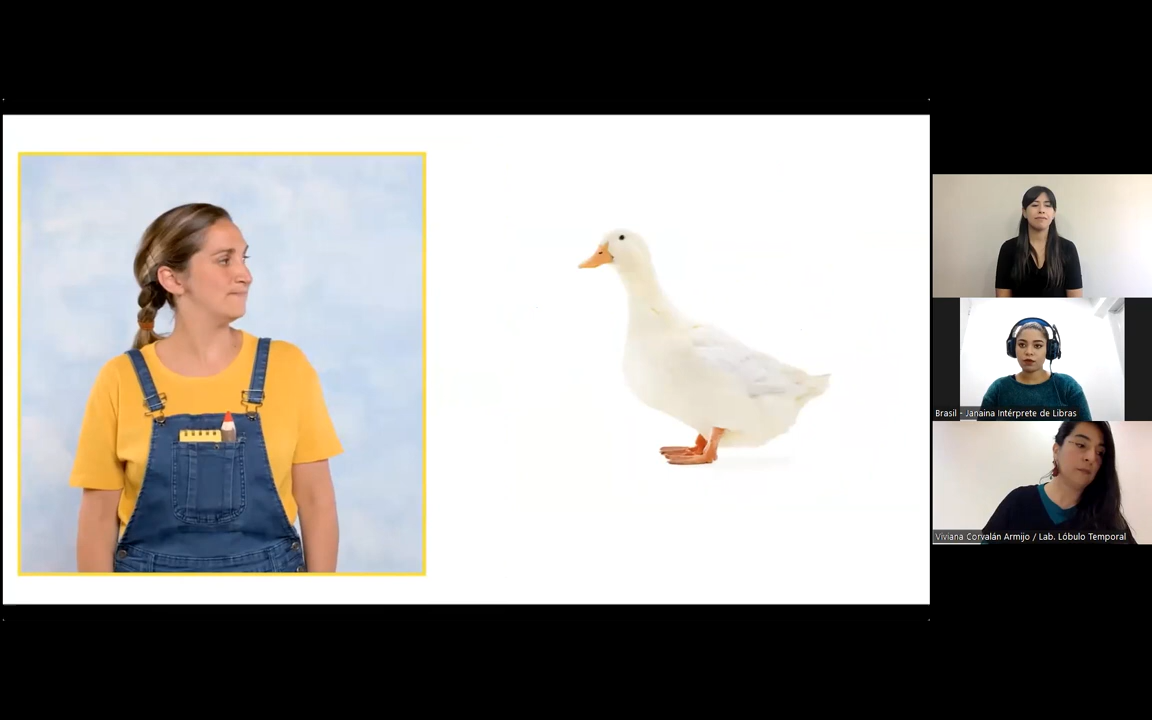 Brasil - Janaina Intérprete de Libras
Viviana Corvalán Armijo / Lab. Lóbulo Temporal